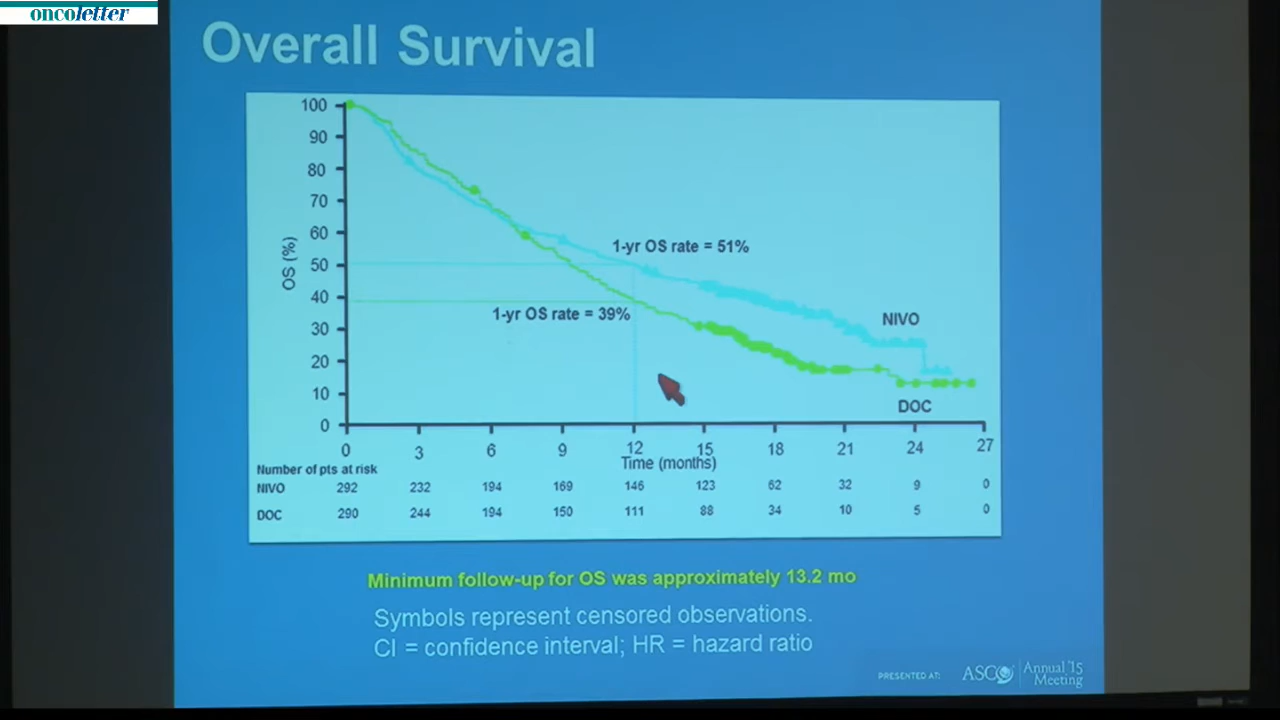 oncoletter
Overall Survival
100
90
80
70
60
50
40
30
20
10
0
OS (%)
1-yr OS rate = 51%
1-yr OS rate = 39%
NIVO
DOC
0 3 6 9 12 15 18 21 24 27
Time (months)
Number of pts at risk
NIVO 292 232 194 169 146 123 62 32 9 0
DOC 290 244 194 150 111 88 34 10 5 0
Minimum follow-up for OS was approximately 13.2 mo
Symbols represent censored observations.
CI = confidence interval; HR = hazard ratio
PRESENTED AT: ASCO Annual '15
Meeting